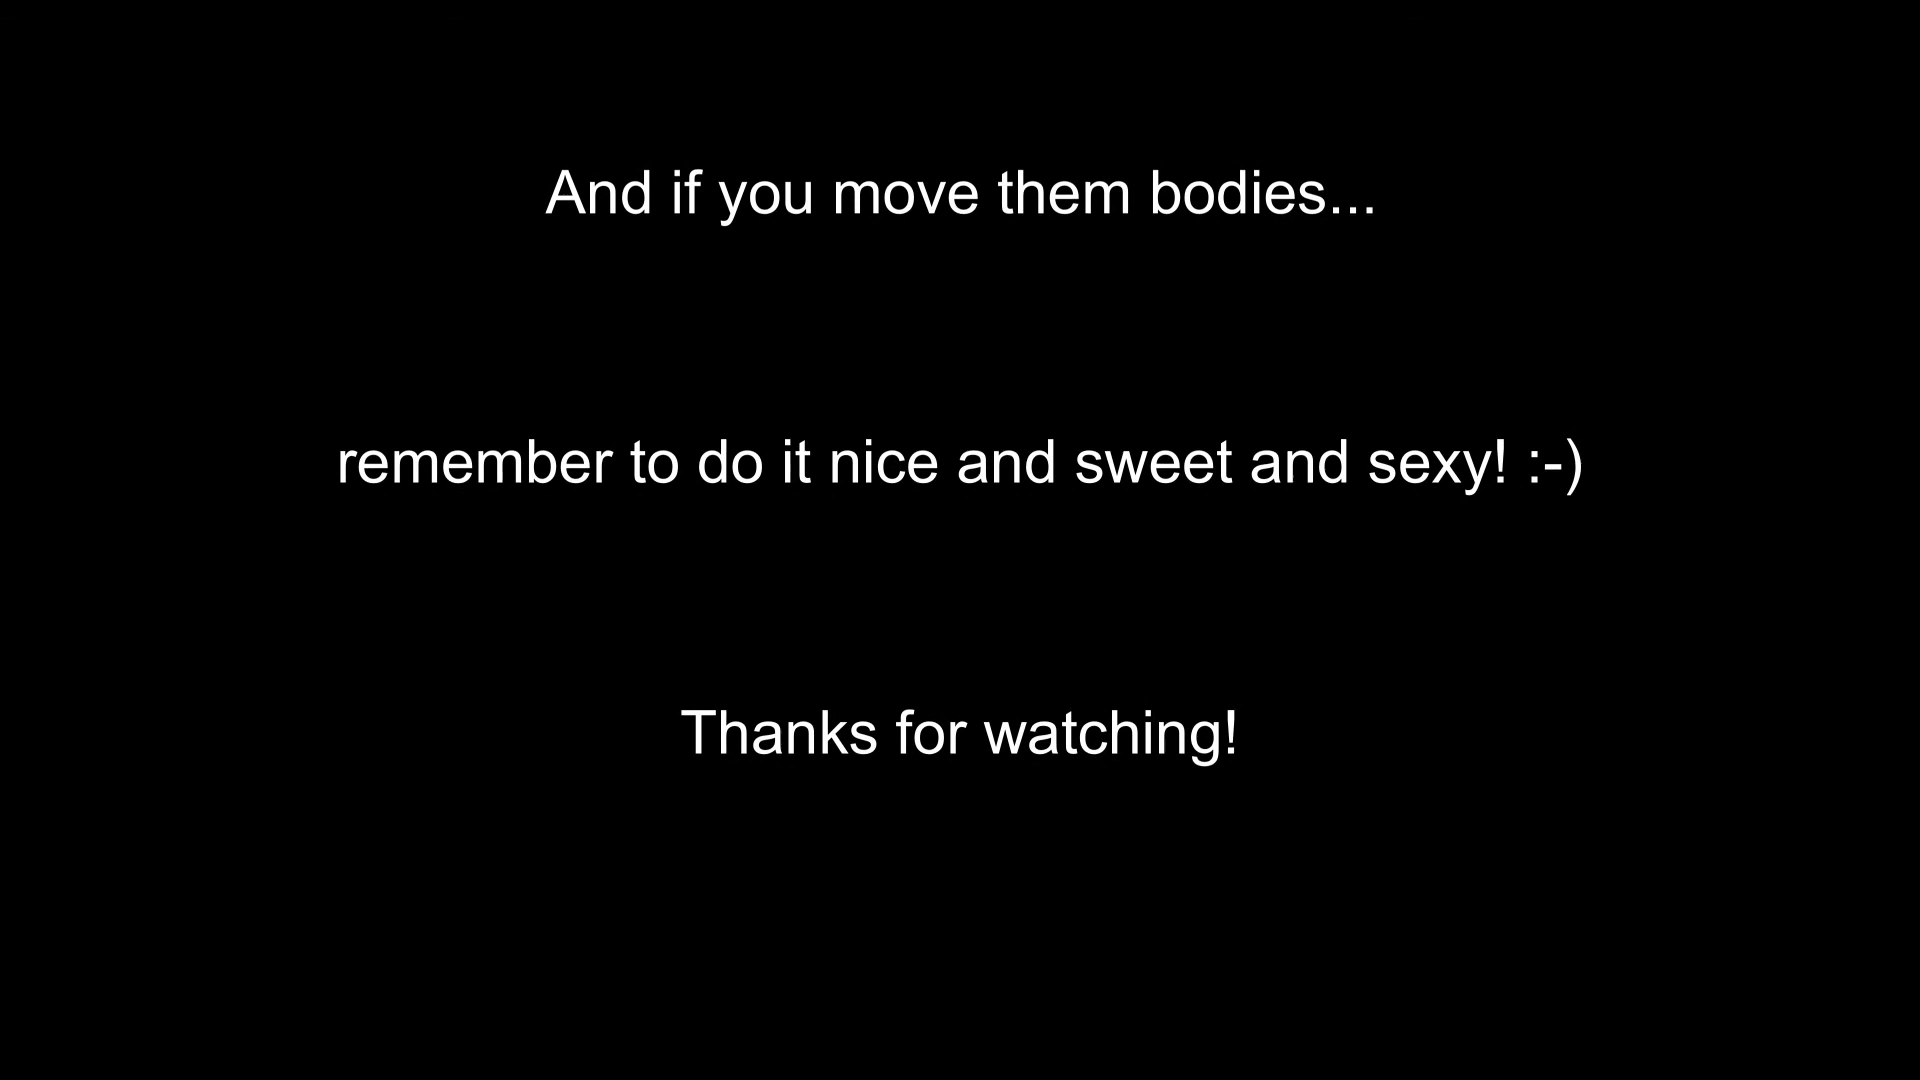 And if you move them bodies...
remember to do it nice and sweet and sexy! :-)
Thanks for watching!